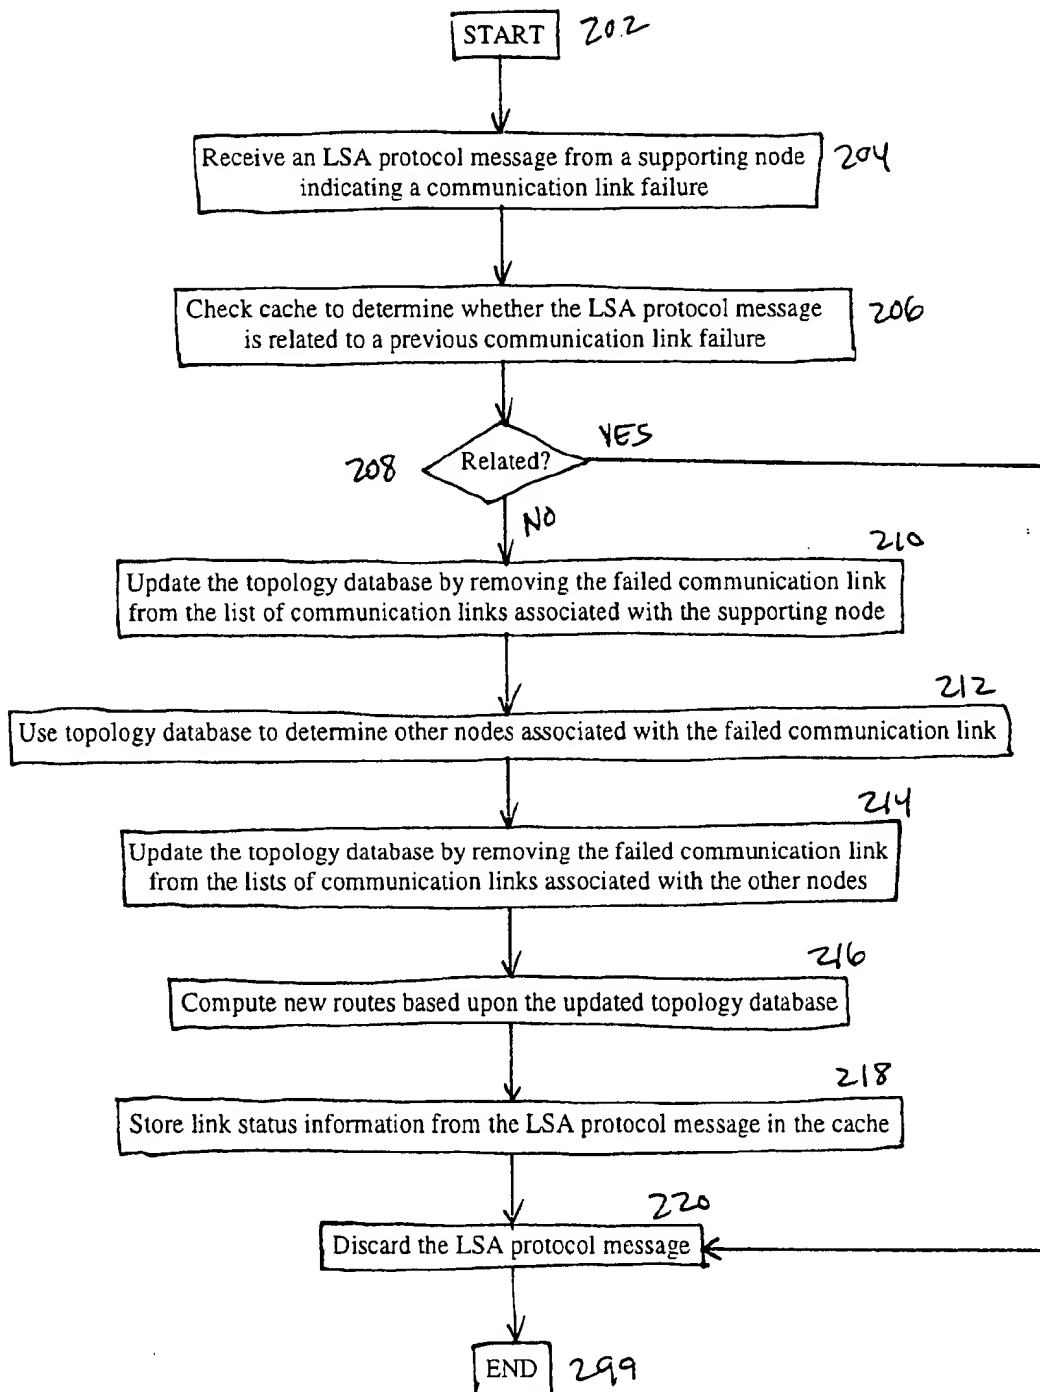 START 202
Receive an LSA protocol message from a supporting node
indicating a communication link failure
204
Check cache to determine whether the LSA protocol message
is related to a previous communication link failure
206
YES
208 Related?
NO
210
Update the topology database by removing the failed communication link
from the list of communication links associated with the supporting node
212
Use topology database to determine other nodes associated with the failed communication link
214
Update the topology database by removing the failed communication link
from the lists of communication links associated with the other nodes
216
Compute new routes based upon the updated topology database
218
Store link status information from the LSA protocol message in the cache
220
Discard the LSA protocol message
END 299